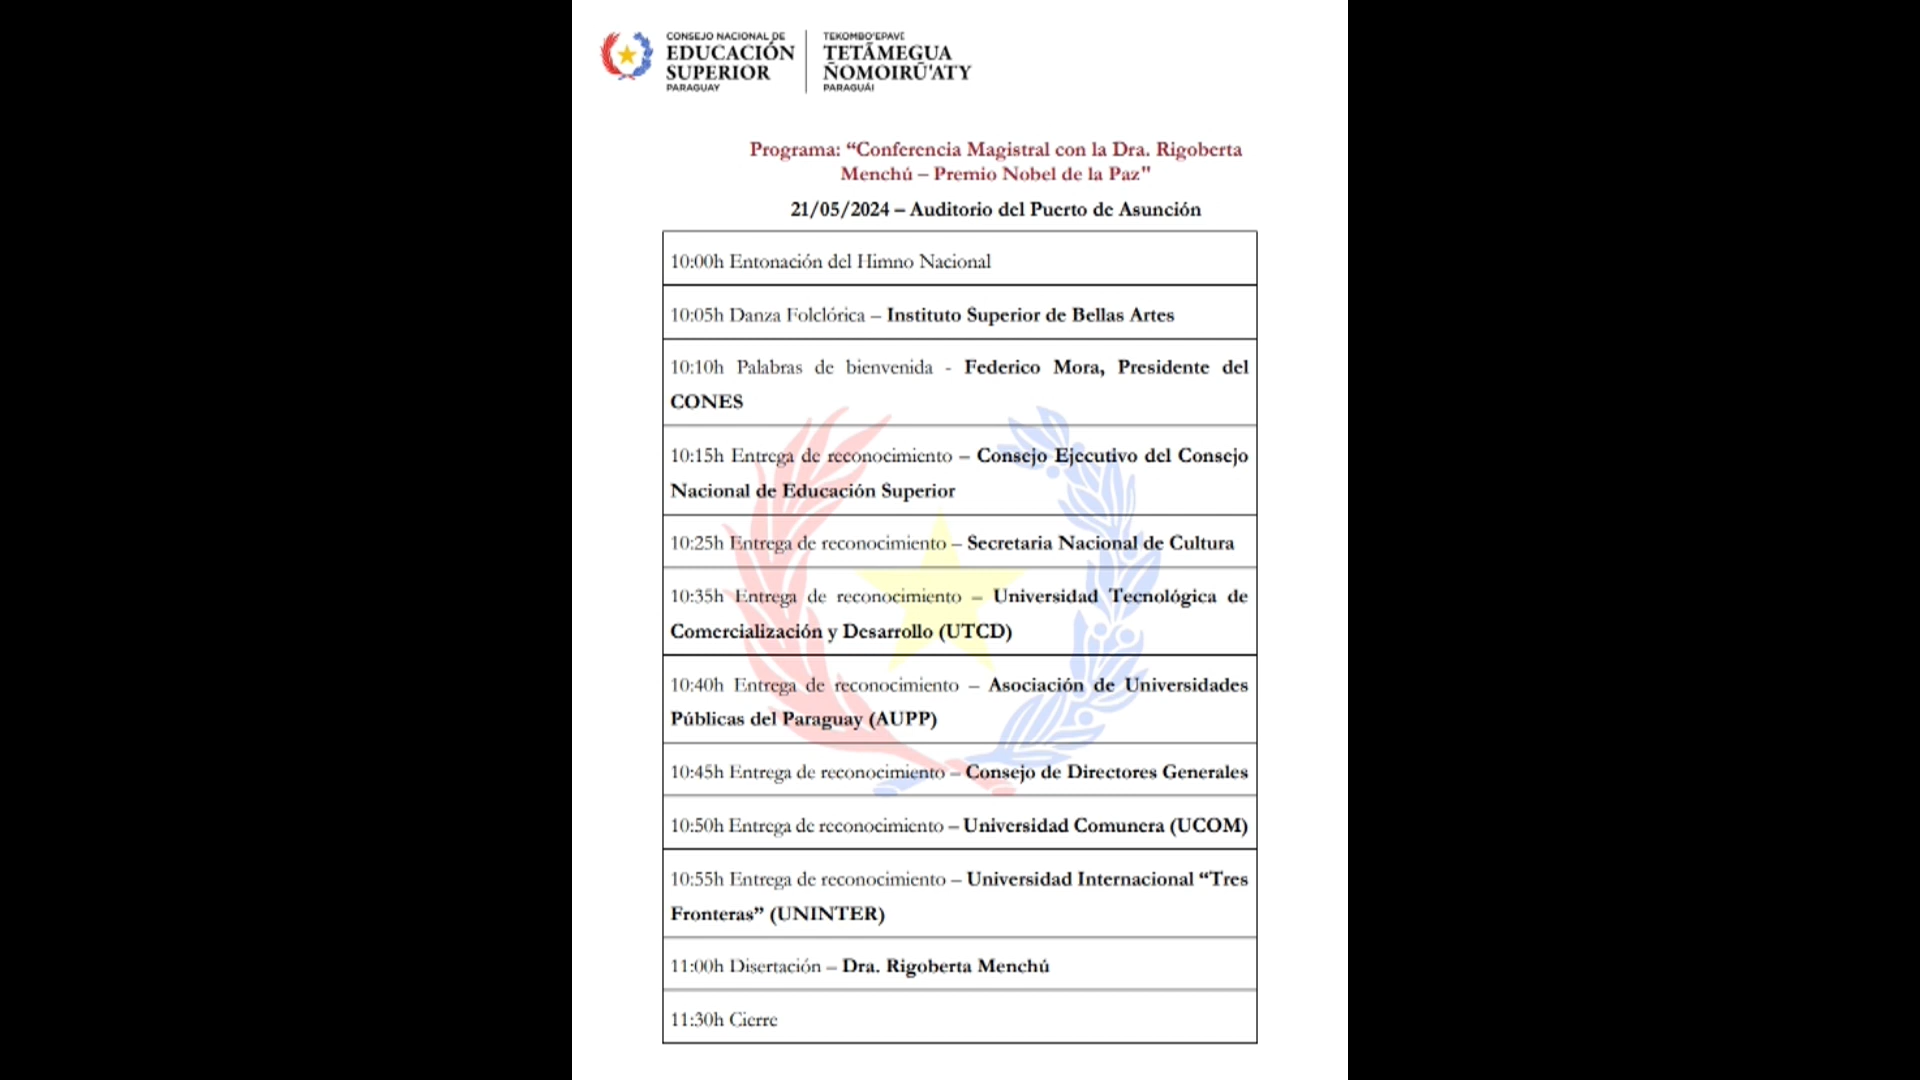 CONSEJO NACIONAL DE
EDUCACIÓN
SUPERIOR
PARAGUAY
TEKOMBO'EPAVẼ
TETÃMEGUA
ÑOMOIRŨ'ATY
PARAGUÁI
Programa: “Conferencia Magistral con la Dra. Rigoberta
Menchú – Premio Nobel de la Paz"
21/05/2024 – Auditorio del Puerto de Asunción
10:00h Entonación del Himno Nacional
10:05h Danza Folclórica – Instituto Superior de Bellas Artes
10:10h Palabras de bienvenida - Federico Mora, Presidente del
CONES
10:15h Entrega de reconocimiento – Consejo Ejecutivo del Consejo
Nacional de Educación Superior
10:25h Entrega de reconocimiento – Secretaria Nacional de Cultura
10:35h Entrega de reconocimiento – Universidad Tecnológica de
Comercialización y Desarrollo (UTCD)
10:40h Entrega de reconocimiento – Asociación de Universidades
Públicas del Paraguay (AUPP)
10:45h Entrega de reconocimiento – Consejo de Directores Generales
10:50h Entrega de reconocimiento – Universidad Comunera (UCOM)
10:55h Entrega de reconocimiento – Universidad Internacional “Tres
Fronteras” (UNINTER)
11:00h Disertación – Dra. Rigoberta Menchú
11:30h Cierre